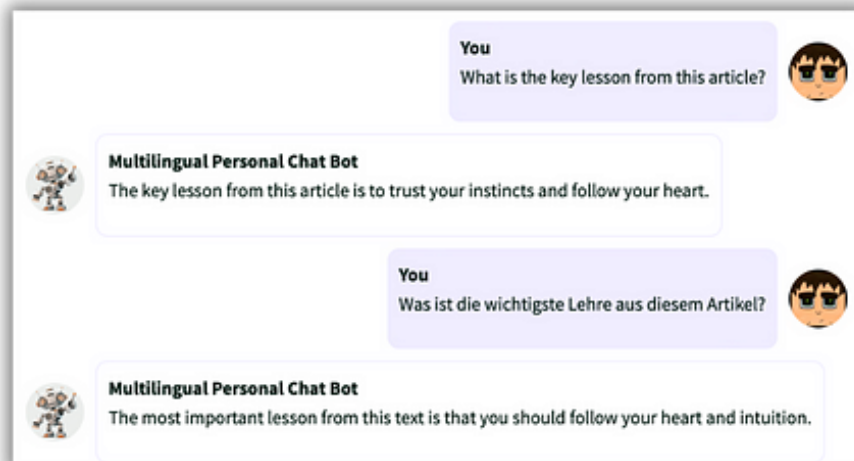 You
What is the key lesson from this article?
Multilingual Personal Chat Bot
The key lesson from this article is to trust your instincts and follow your heart.
You
Was ist die wichtigste Lehre aus diesem Artikel?
Multilingual Personal Chat Bot
The most important lesson from this text is that you should follow your heart and intuition.